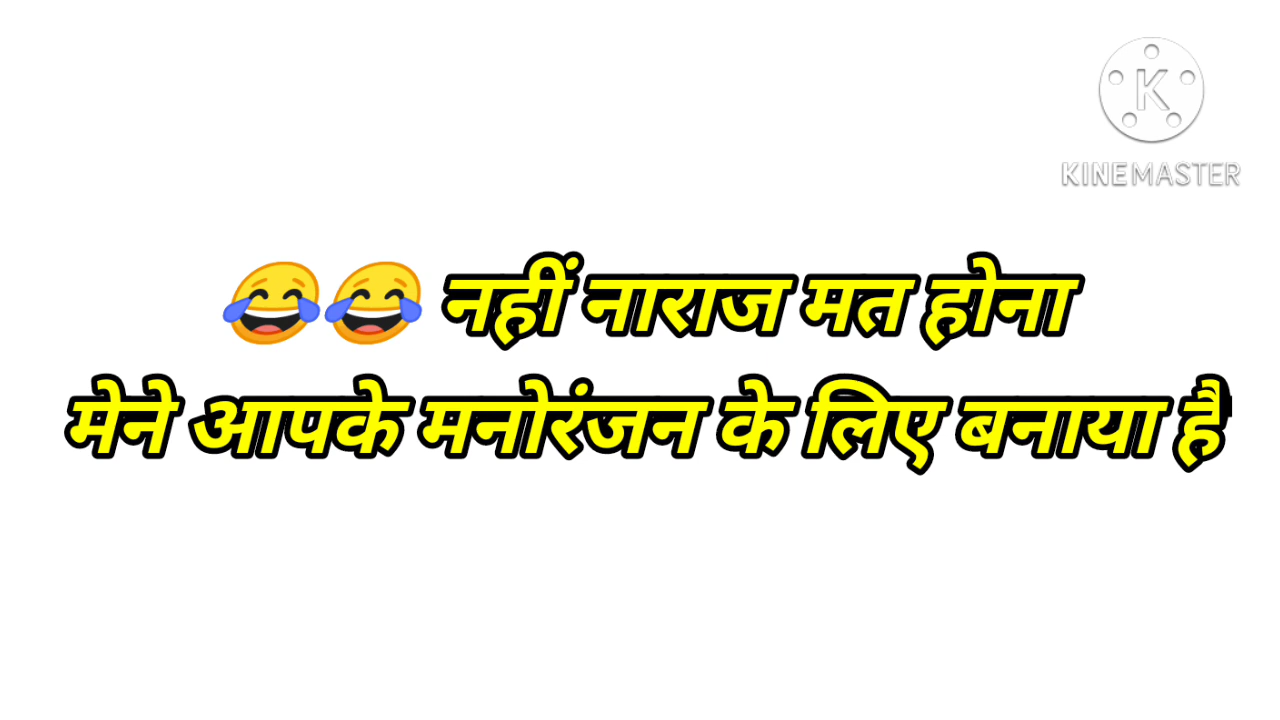 K
KINEMASTER
😂😂 नहीं नाराज मत होना
मेने आपके मनोरंजन के लिए बनाया है